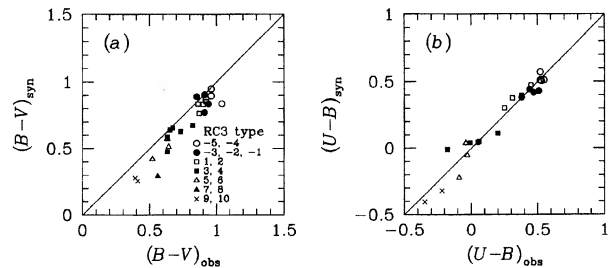 1.5
(a)
1
(B−V)syn
0.5
0
0
0.5
1
1.5
(B−V)obs
RC3 type
−5, −4
−3, −2, −1
1, 2
3, 4
5, 6
7, 8
9, 10
1
(b)
0.5
(U−B)syn
0
−0.5
−0.5
0
0.5
1
(U−B)obs